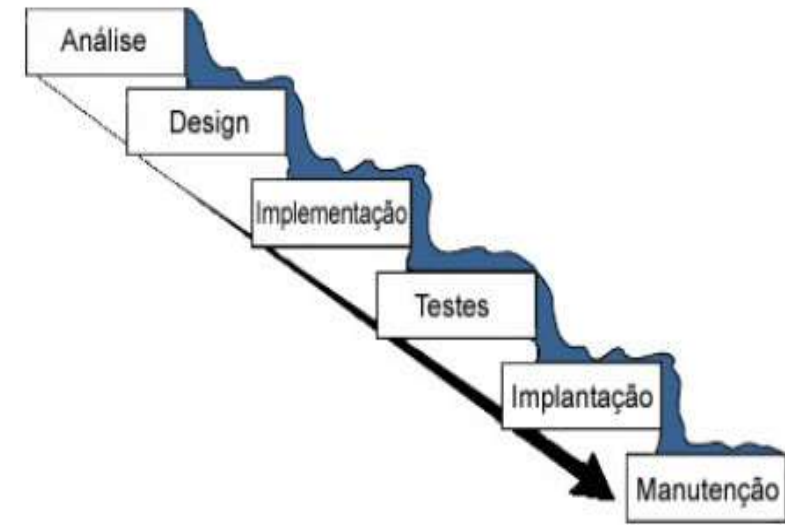 Análise
Design
Implementação
Testes
Implantação
Manutenção